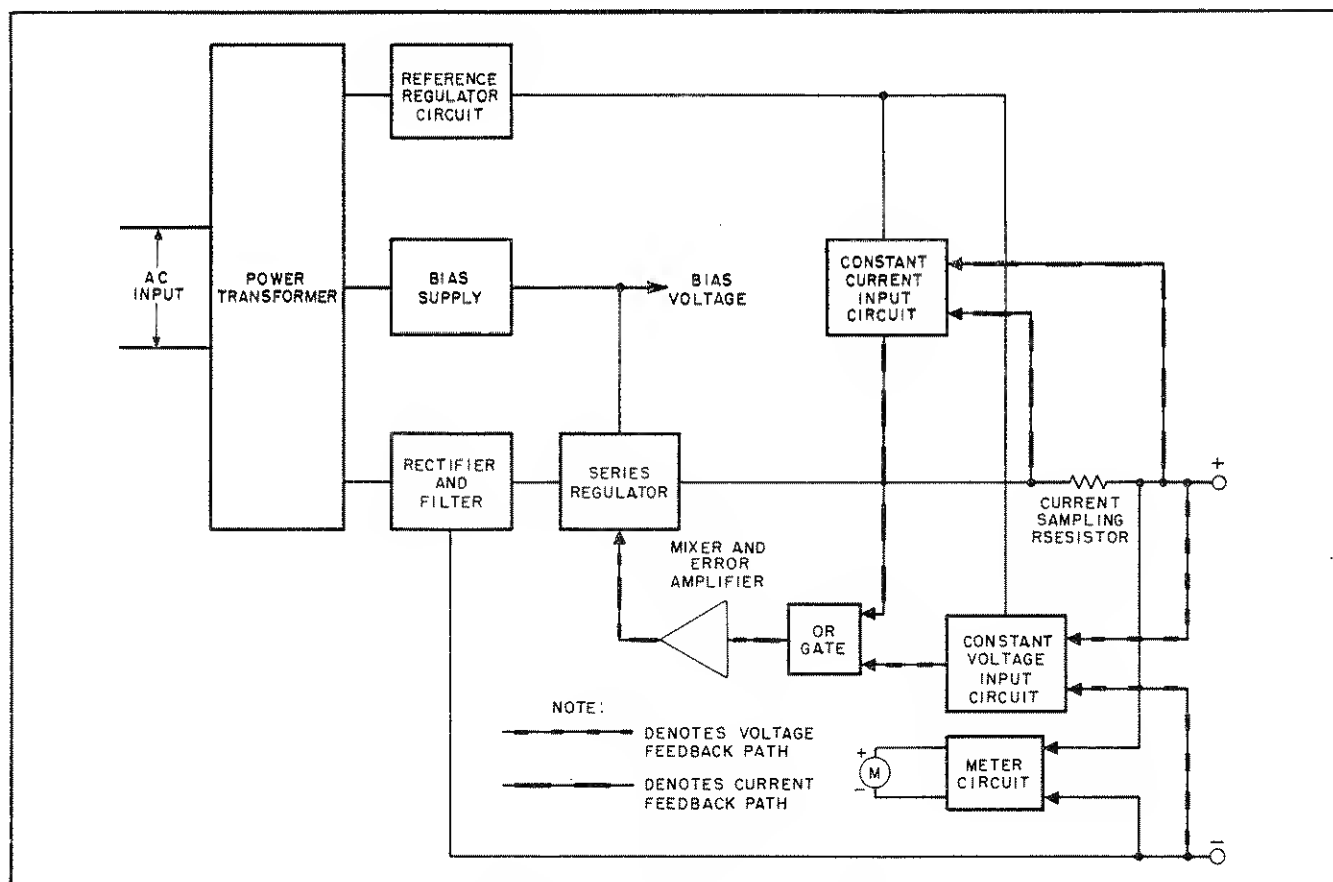 REFERENCE
REGULATOR
CIRCUIT
AC
INPUT
POWER
TRANSFORMER
BIAS
SUPPLY
BIAS
VOLTAGE
CONSTANT
CURRENT
INPUT
CIRCUIT
RECTIFIER
AND
FILTER
SERIES
REGULATOR
+
CURRENT
SAMPLING
RSESISTOR
MIXER AND
ERROR
AMPLIFIER
OR
GATE
CONSTANT
VOLTAGE
INPUT
CIRCUIT
NOTE:
DENOTES VOLTAGE
FEEDBACK PATH
DENOTES CURRENT
FEEDBACK PATH
+
M
-
METER
CIRCUIT
-